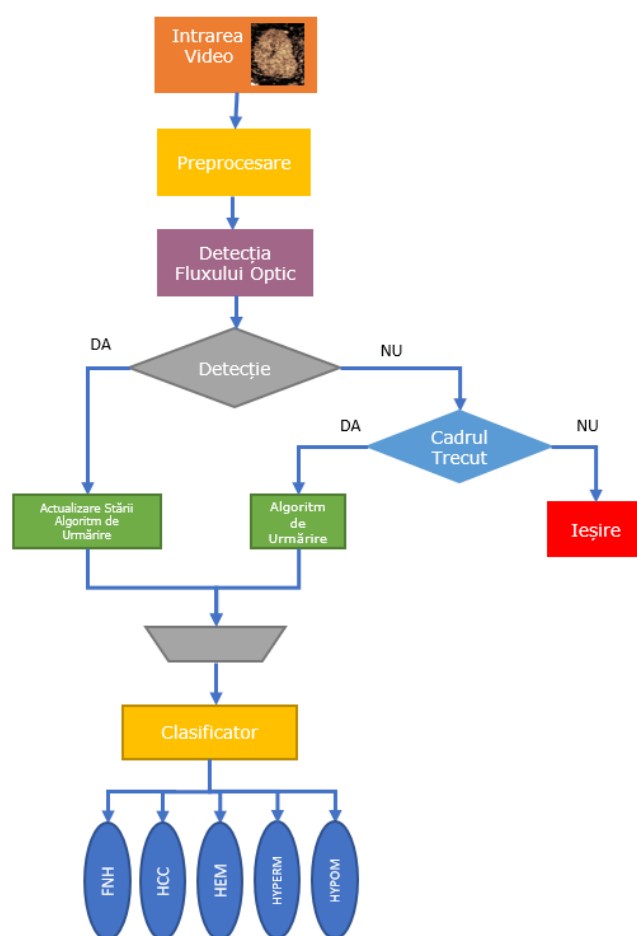 Intrarea
Video
Preprocesare
Detecția
Fluxului Optic
DA
Detecție
NU
DA
Cadrul
Trecut
NU
Actualizare Stării
Algoritm de
Urmărire
Algoritm
de
Urmărire
Ieșire
Clasificator
FNH
HCC
HEM
HYPERM
HYPOM